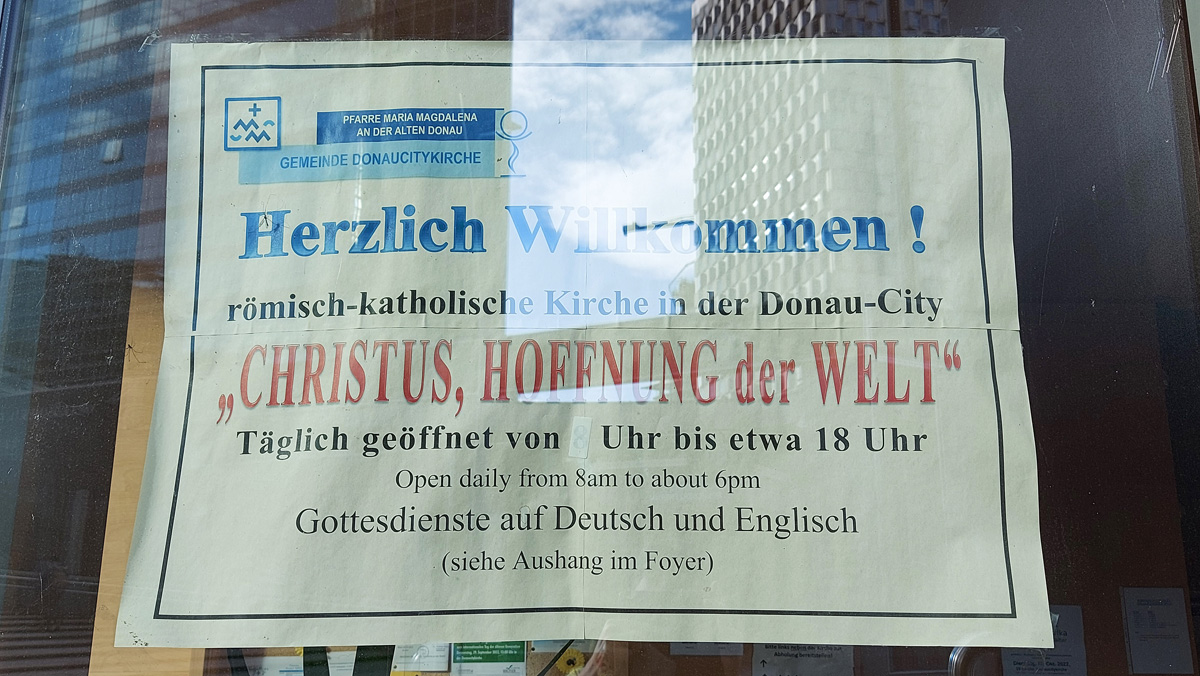 PFARRE MARIA MAGDALENA
AN DER ALTEN DONAU
GEMEINDE DONAUCITYKIRCHE
Herzlich Willkommen !
römisch-katholische Kirche in der Donau-City
„CHRISTUS, HOFFNUNG der WELT“
Täglich geöffnet von 8 Uhr bis etwa 18 Uhr
Open daily from 8am to about 6pm
Gottesdienste auf Deutsch und Englisch
(siehe Aushang im Foyer)